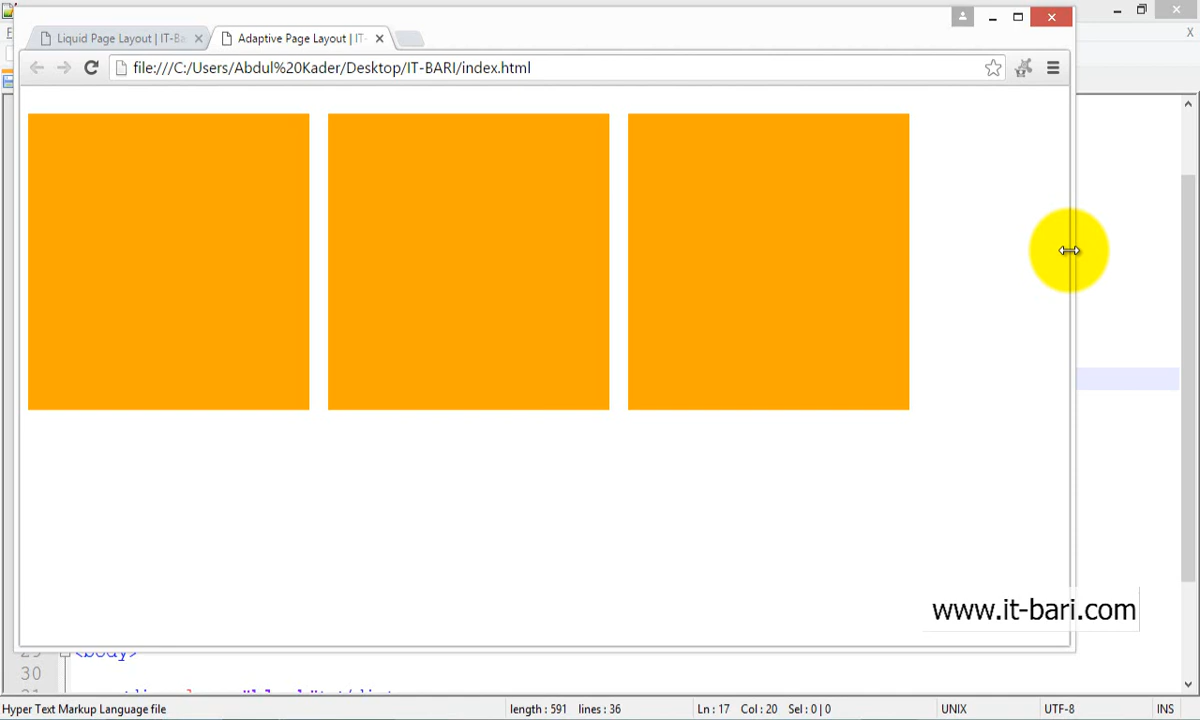 Liquid Page Layout | IT-Ba
Adaptive Page Layout | IT-
file:///C:/Users/Abdul%20Kader/Desktop/IT-BARI/index.html
www.it-bari.com
<body>
30
Hyper Text Markup Language file
length : 591 lines : 36
Ln : 17 Col : 20 Sel : 0 | 0
UNIX
UTF-8
INS